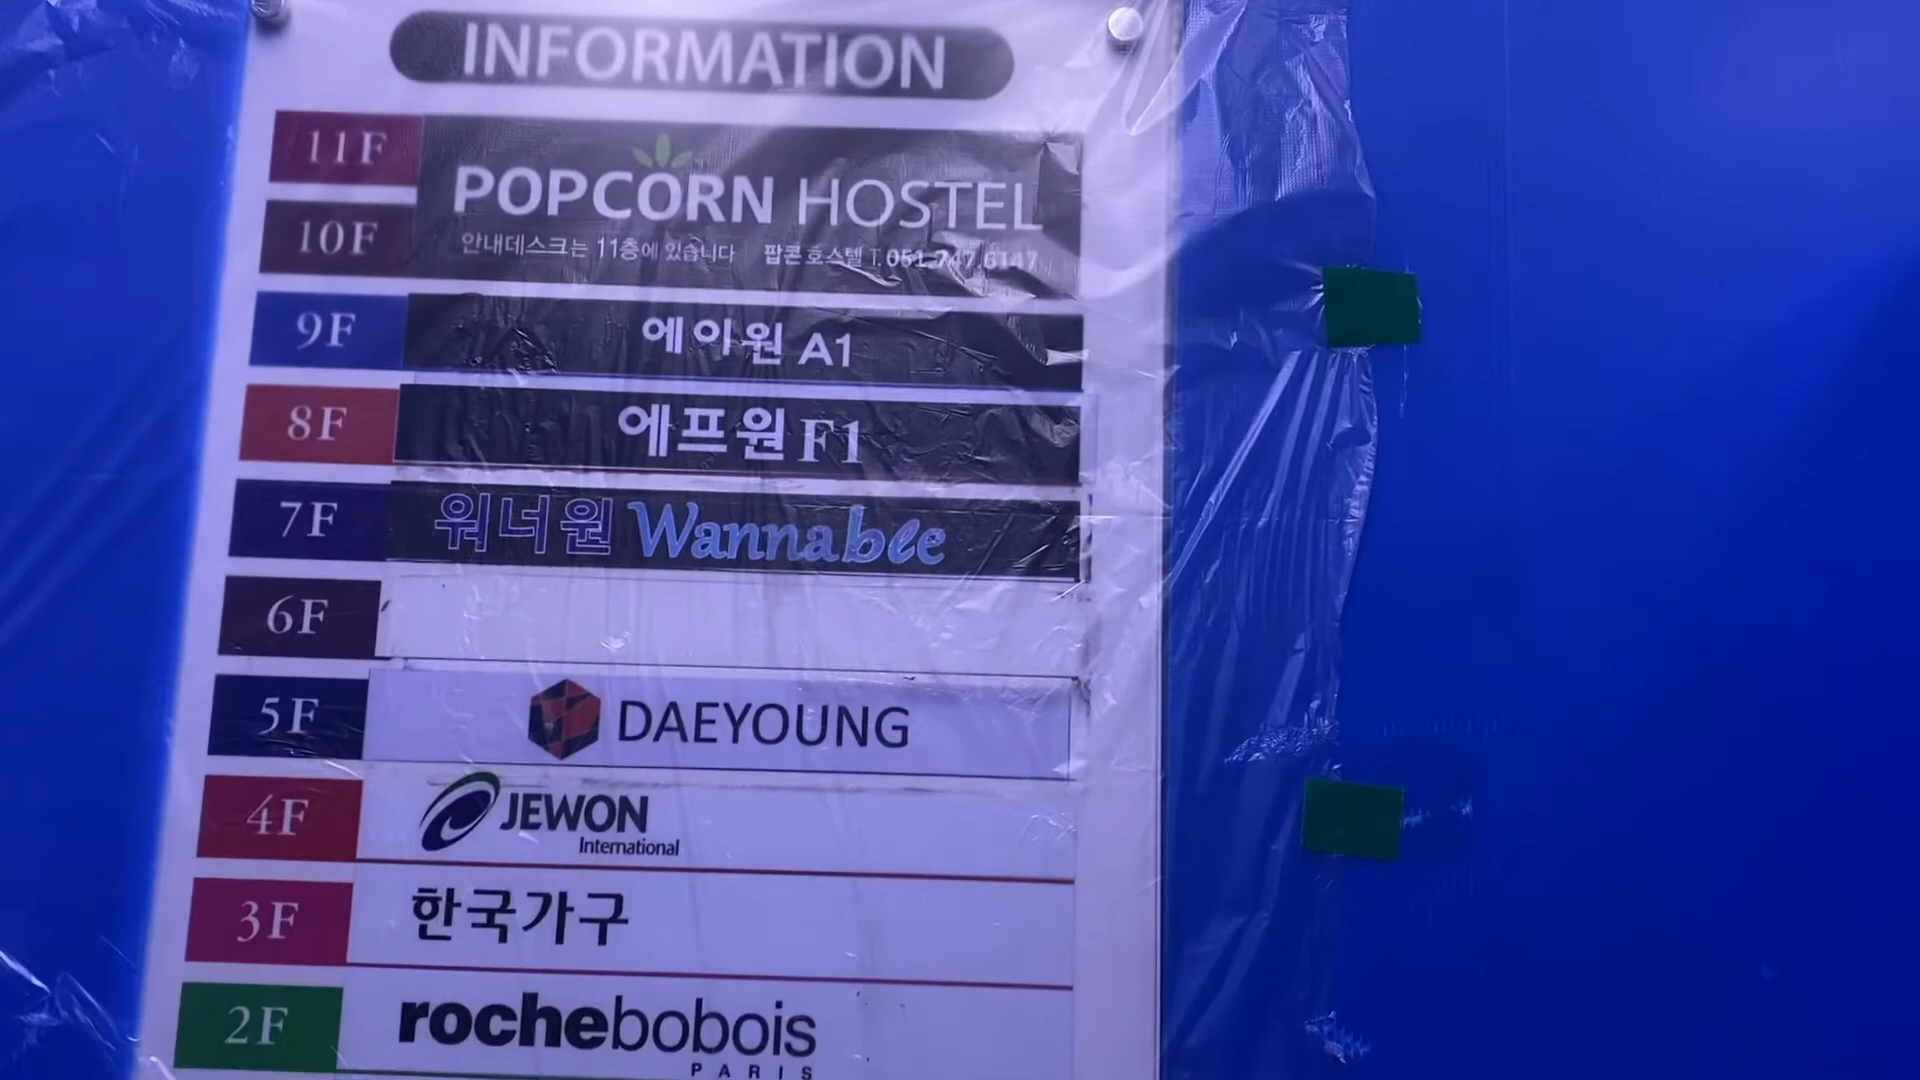 INFORMATION
11F
POPCORN HOSTEL
10F
안내데스크는 11층에 있습니다 팝콘호스텔 T. 051.747.6147
9F 에이원 A1
8F 에프원 F1
7F 워너원 Wannabee
6F
5F DAEYOUNG
4F JEWON
International
3F 한국가구
2F rochebobois
PARIS